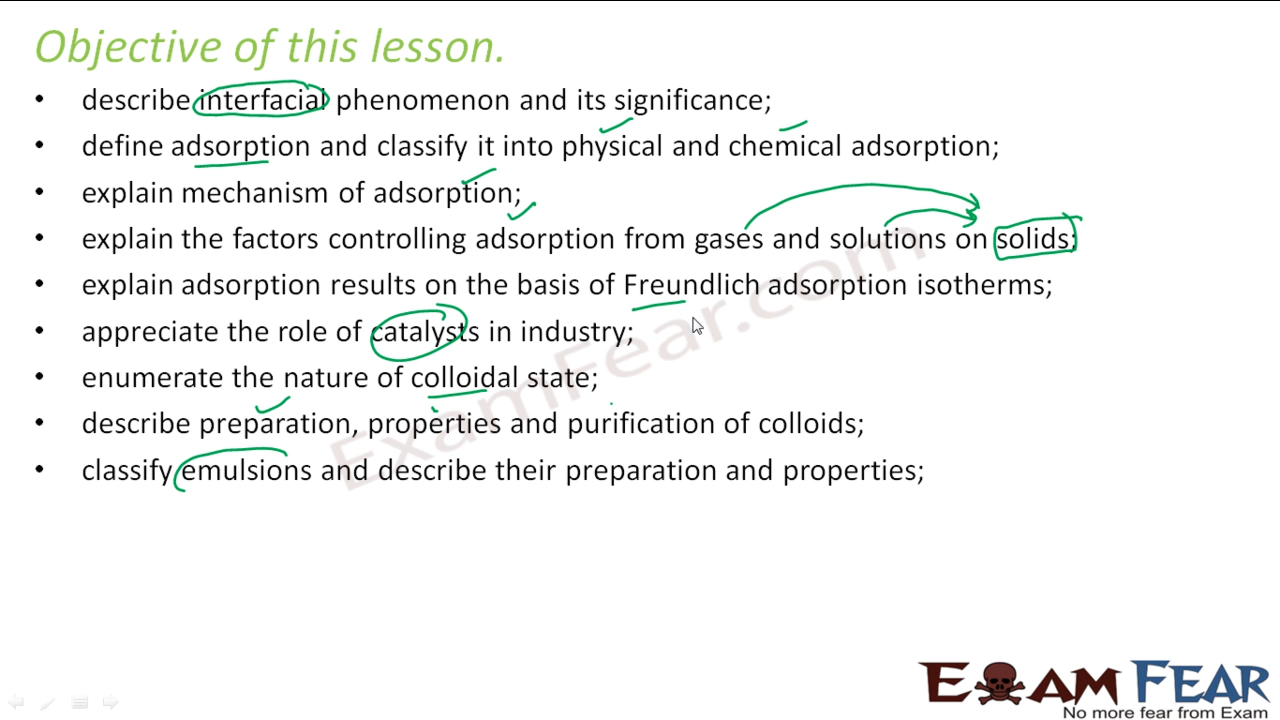 Objective of this lesson.
• describe interfacial phenomenon and its significance;
• define adsorption and classify it into physical and chemical adsorption;
• explain mechanism of adsorption;
• explain the factors controlling adsorption from gases and solutions on solids;
• explain adsorption results on the basis of Freundlich adsorption isotherms;
• appreciate the role of catalysts in industry;
• enumerate the nature of colloidal state;
• describe preparation, properties and purification of colloids;
• classify emulsions and describe their preparation and properties;
ExamFear.com
EXAM FEAR
No more fear from Exam